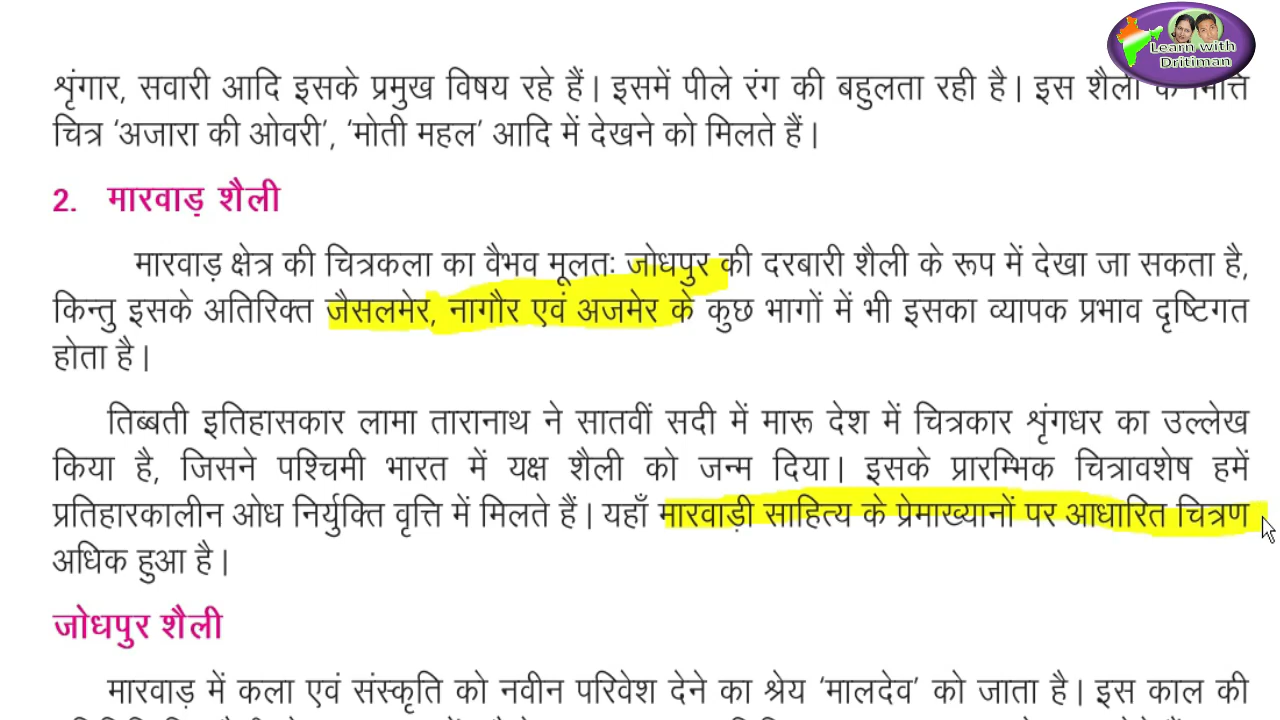 Learn with
Dritiman
शृंगार, सवारी आदि इसके प्रमुख विषय रहे हैं। इसमें पीले रंग की बहुलता रही है। इस शैली के भित्ति
चित्र ‘अजारा की ओवरी’, ‘मोती महल’ आदि में देखने को मिलते हैं।
2. मारवाड़ शैली
मारवाड़ क्षेत्र की चित्रकला का वैभव मूलतः जोधपुर की दरबारी शैली के रूप में देखा जा सकता है,
किन्तु इसके अतिरिक्त जैसलमेर, नागौर एवं अजमेर के कुछ भागों में भी इसका व्यापक प्रभाव दृष्टिगत
होता है।
तिब्बती इतिहासकार लामा तारानाथ ने सातवीं सदी में मारू देश में चित्रकार शृंगधर का उल्लेख
किया है, जिसने पश्चिमी भारत में यक्ष शैली को जन्म दिया। इसके प्रारम्भिक चित्रावशेष हमें
प्रतिहारकालीन ओध निर्युक्ति वृत्ति में मिलते हैं। यहाँ मारवाड़ी साहित्य के प्रेमाख्यानों पर आधारित चित्रण
अधिक हुआ है।
जोधपुर शैली
मारवाड़ में कला एवं संस्कृति को नवीन परिवेश देने का श्रेय ‘मालदेव’ को जाता है। इस काल की